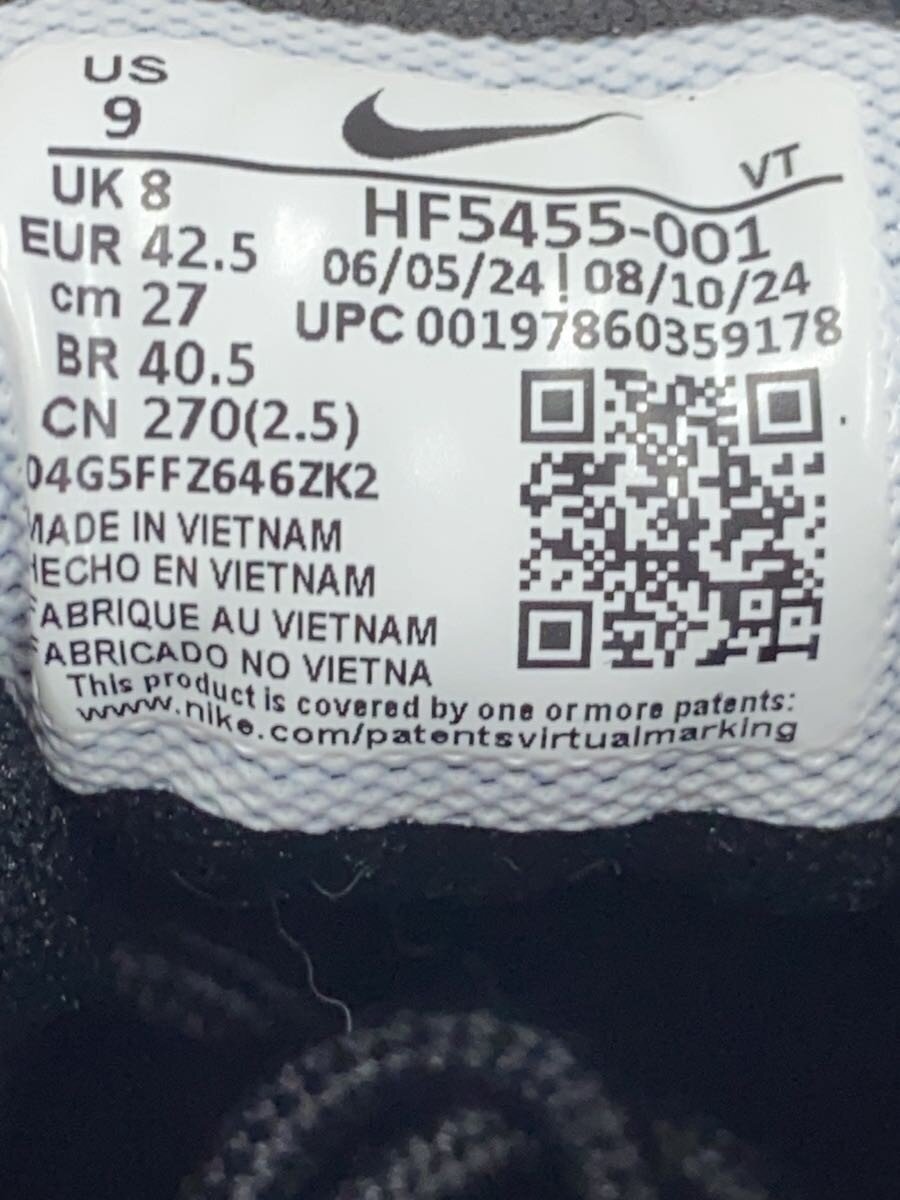 US
9
VT
UK 8
EUR 42.5
cm 27
BR 40.5
CN 270(2.5)
HF5455-001
06/05/24 | 08/10/24
UPC 00197860359178
04G5FFZ646ZK2
MADE IN VIETNAM
HECHO EN VIETNAM
FABRIQUE AU VIETNAM
FABRICADO NO VIETNA
This product is covered by one or more patents:
www.nike.com/patentsvirtualmarking